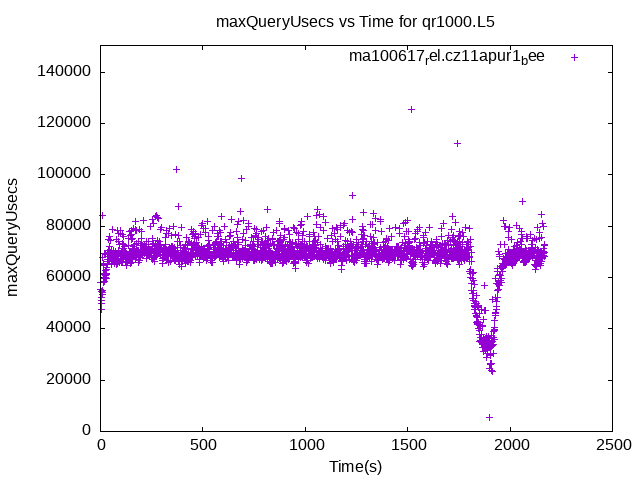 maxQueryUsecs vs Time for qr1000.L5
ma100617rel.cz11apur1bee
maxQueryUsecs
140000
120000
100000
80000
60000
40000
20000
0
0 500 1000 1500 2000 2500
Time(s)